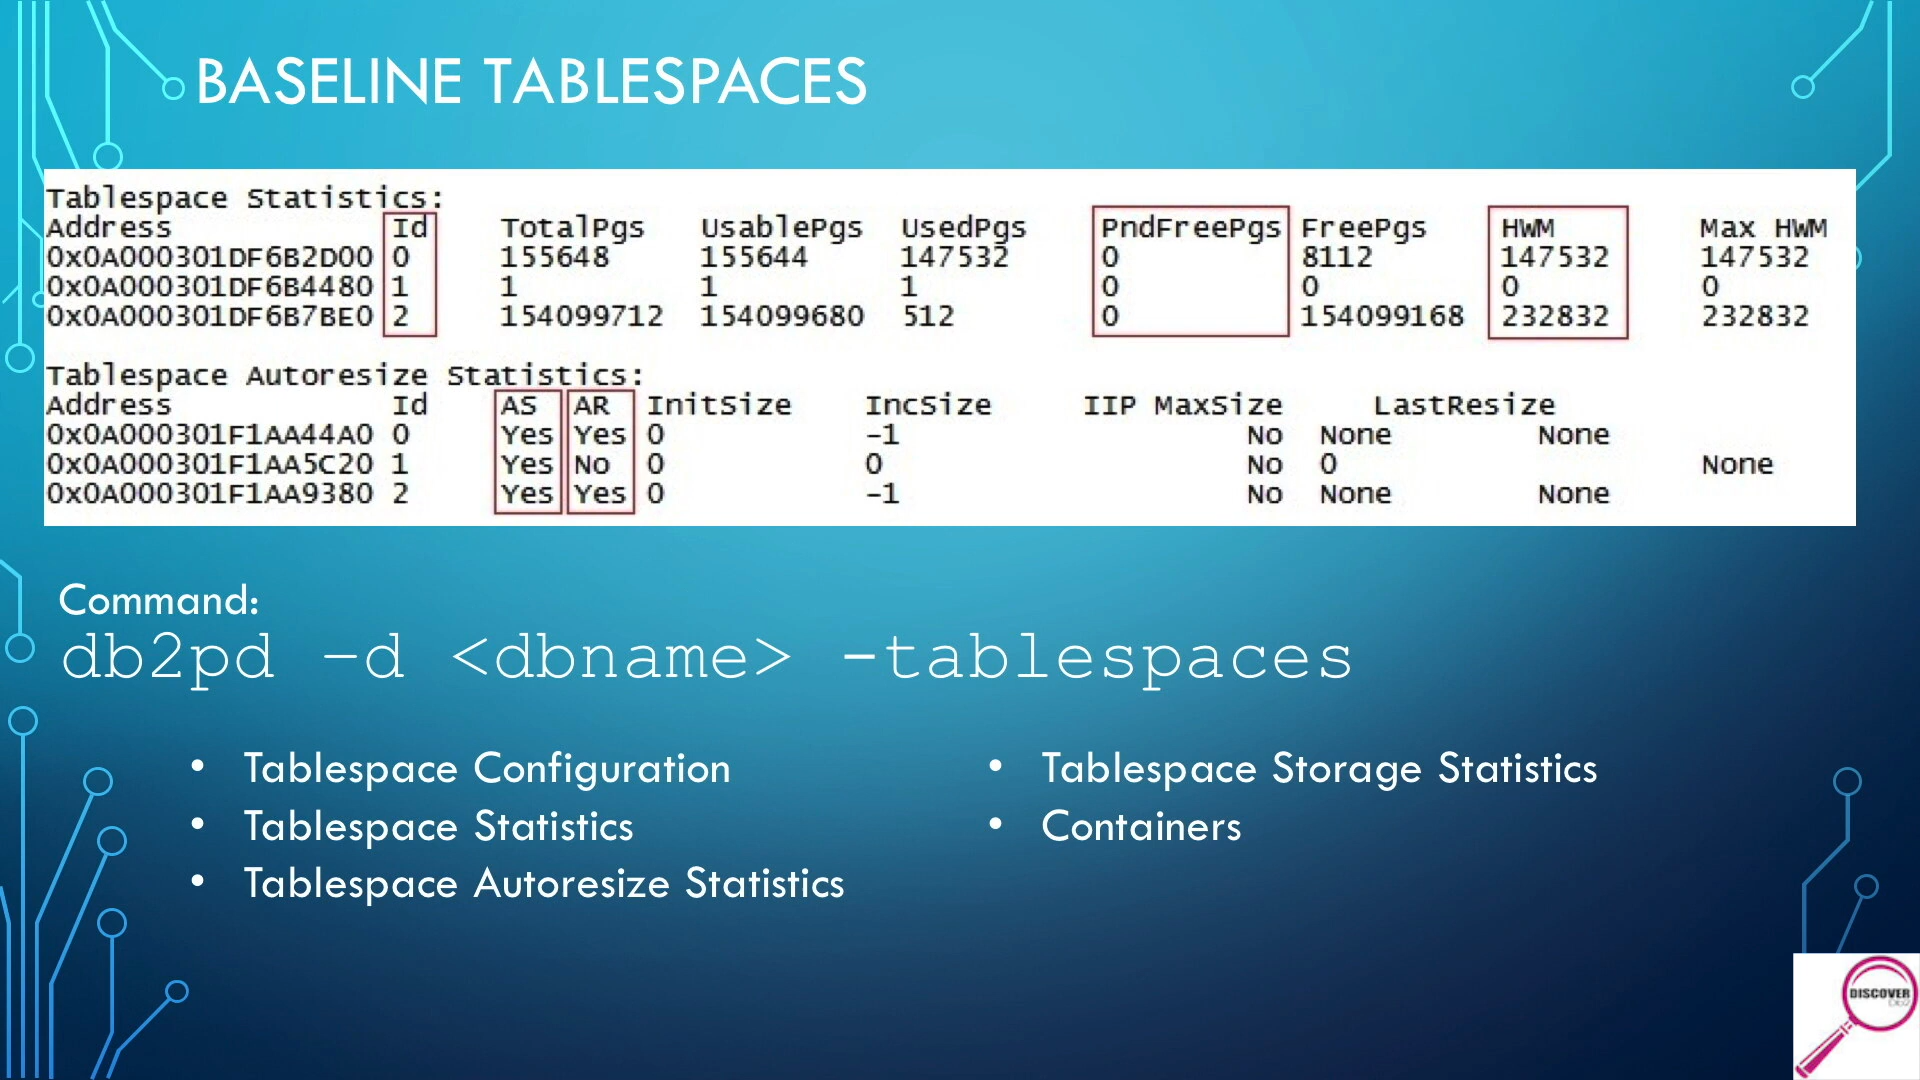 BASELINE TABLESPACES
Tablespace Statistics:
Address Id TotalPgs UsablePgs UsedPgs PndFreePgs FreePgs HWM Max HWM
0x0A000301DF6B2D00 0 155648 155644 147532 0 8112 147532 147532
0x0A000301DF6B4480 1 1 1 1 0 0 0 0
0x0A000301DF6B7BE0 2 154099712 154099680 512 0 154099168 232832 232832
Tablespace Autoresize Statistics:
Address Id AS AR InitSize IncSize IIP MaxSize LastResize
0x0A000301F1AA44A0 0 Yes Yes 0 -1 No None None
0x0A000301F1AA5C20 1 Yes No 0 0 No 0 None
0x0A000301F1AA9380 2 Yes Yes 0 -1 No None None
Command:
db2pd –d <dbname> -tablespaces
• Tablespace Configuration
• Tablespace Statistics
• Tablespace Autoresize Statistics
• Tablespace Storage Statistics
• Containers
DISCOVER
Db2